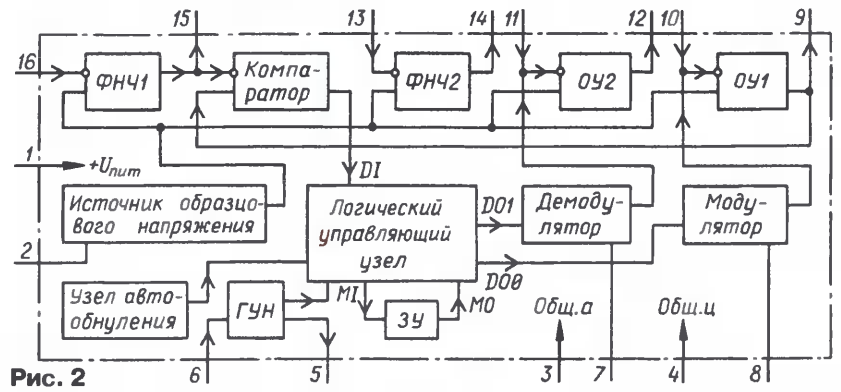 15 13 14 11 12 10 9
16
ФНЧ1
Компа-
ратор
ФНЧ2
ОУ2
ОУ1
1
+Uпит
DI
Источник образцо-
вого напряжения
Логический
управляющий
узел
DO1
Демоду-
лятор
Моду-
лятор
2
DO0
Узел авто-
обнуления
ГУН
MI
ЗУ
MO
Общ.а
Общ.ц
6 5 3 7 4 8
Рис. 2